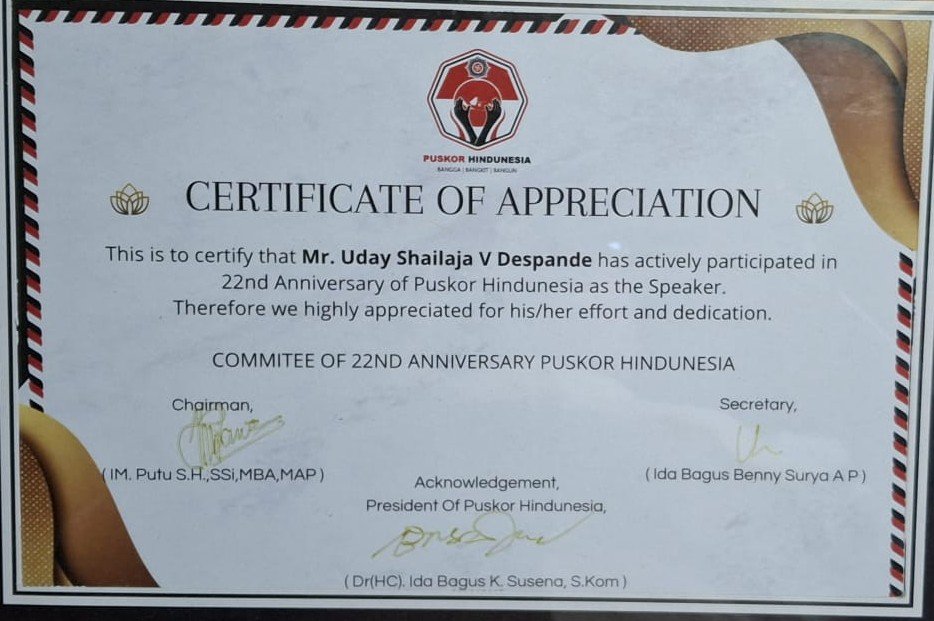 PUSKOR HINDUNESIA
BANGGA | BANGKIT | BANGUN
CERTIFICATE OF APPRECIATION
This is to certify that Mr. Uday Shailaja V Despande has actively participated in
22nd Anniversary of Puskor Hindunesia as the Speaker.
Therefore we highly appreciated for his/her effort and dedication.
COMMITEE OF 22ND ANNIVERSARY PUSKOR HINDUNESIA
Chairman,
Secretary,
( IM. Putu S.H.,SSi,MBA,MAP )
( Ida Bagus Benny Surya A P )
Acknowledgement,
President Of Puskor Hindunesia,
( Dr(HC). Ida Bagus K. Susena, S.Kom )